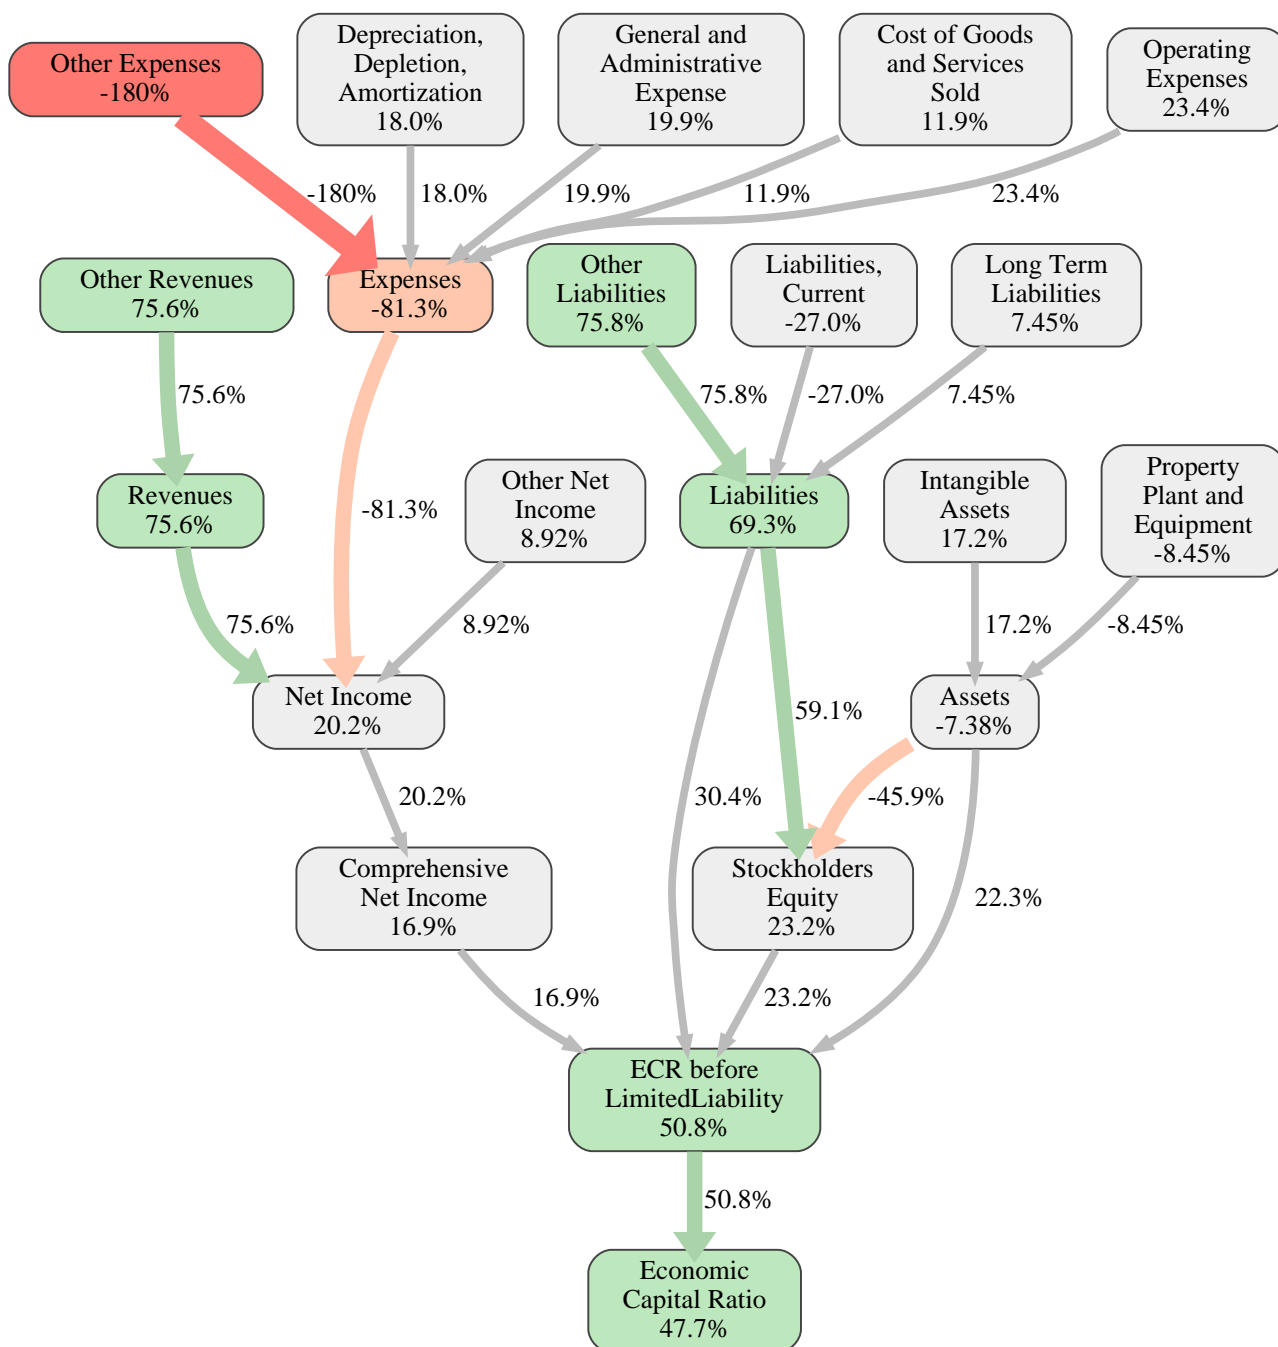 Other Expenses
-180%
Depreciation,
Depletion,
Amortization
18.0%
General and
Administrative
Expense
19.9%
Cost of Goods
and Services
Sold
11.9%
Operating
Expenses
23.4%
-180%
18.0%
19.9%
11.9%
23.4%
Other Revenues
75.6%
Expenses
-81.3%
Other
Liabilities
75.8%
Liabilities,
Current
-27.0%
Long Term
Liabilities
7.45%
75.6%
75.8%
-27.0%
7.45%
Revenues
75.6%
-81.3%
Other Net
Income
8.92%
Liabilities
69.3%
Intangible
Assets
17.2%
Property
Plant and
Equipment
-8.45%
75.6%
8.92%
17.2%
-8.45%
Net Income
20.2%
59.1%
Assets
-7.38%
20.2%
30.4%
-45.9%
Comprehensive
Net Income
16.9%
Stockholders
Equity
23.2%
22.3%
16.9%
23.2%
ECR before
LimitedLiability
50.8%
50.8%
Economic
Capital Ratio
47.7%